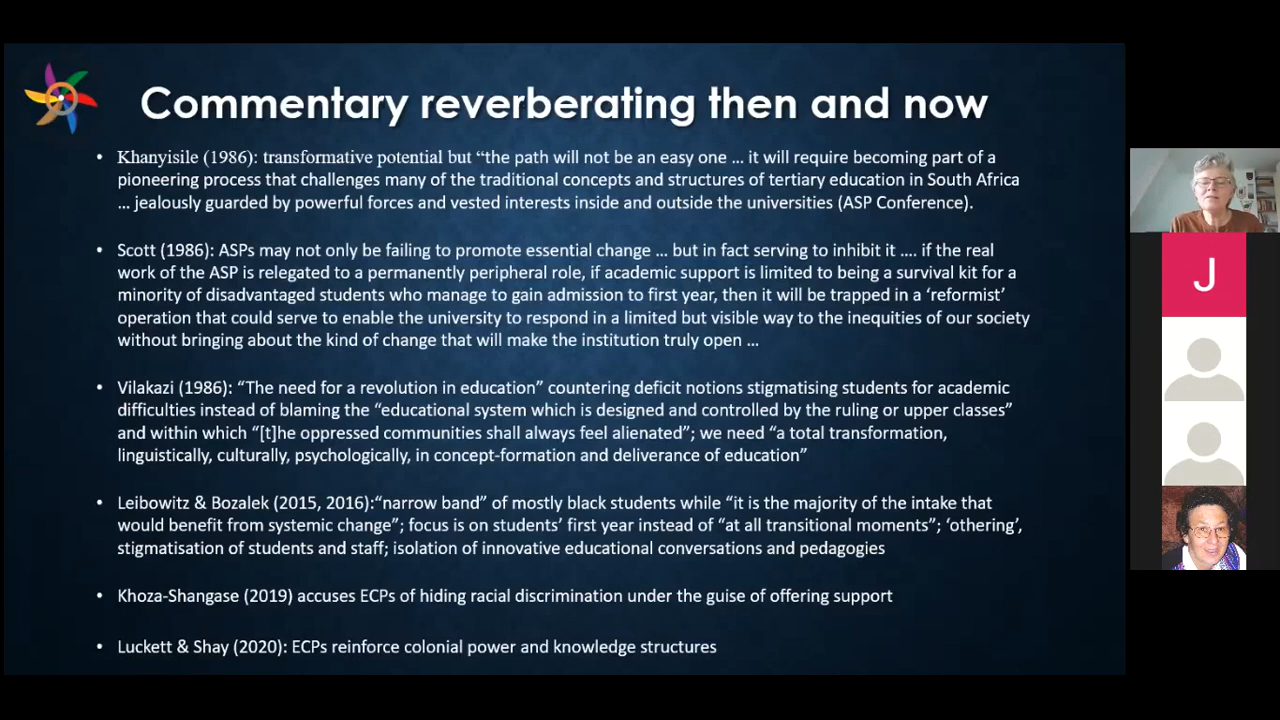 Commentary reverberating then and now
• Khanyisile (1986): transformative potential but “the path will not be an easy one … it will require becoming part of a
pioneering process that challenges many of the traditional concepts and structures of tertiary education in South Africa
… jealously guarded by powerful forces and vested interests inside and outside the universities (ASP Conference).
• Scott (1986): ASPs may not only be failing to promote essential change … but in fact serving to inhibit it …. if the real
work of the ASP is relegated to a permanently peripheral role, if academic support is limited to being a survival kit for a
minority of disadvantaged students who manage to gain admission to first year, then it will be trapped in a ‘reformist’
operation that could serve to enable the university to respond in a limited but visible way to the inequities of our society
without bringing about the kind of change that will make the institution truly open …
• Vilakazi (1986): “The need for a revolution in education” countering deficit notions stigmatising students for academic
difficulties instead of blaming the “educational system which is designed and controlled by the ruling or upper classes”
and within which “[t]he oppressed communities shall always feel alienated”; we need “a total transformation,
linguistically, culturally, psychologically, in concept-formation and deliverance of education”
• Leibowitz & Bozalek (2015, 2016):“narrow band” of mostly black students while “it is the majority of the intake that
would benefit from systemic change”; focus is on students’ first year instead of “at all transitional moments”; ‘othering’,
stigmatisation of students and staff; isolation of innovative educational conversations and pedagogies
• Khoza-Shangase (2019) accuses ECPs of hiding racial discrimination under the guise of offering support
• Luckett & Shay (2020): ECPs reinforce colonial power and knowledge structures
J